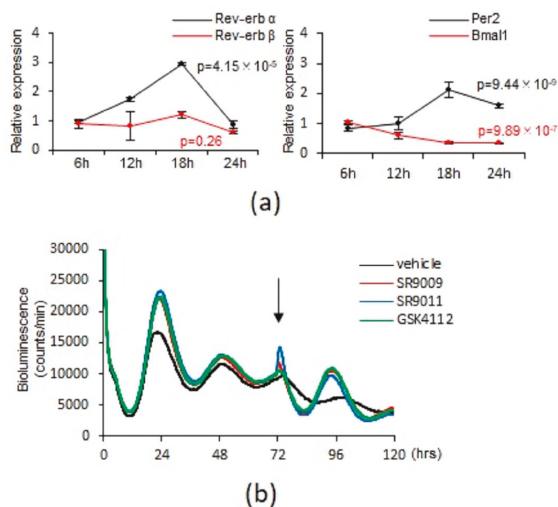 Rev-erb α
Rev-erb β
Relative expression
4
3
2
1
0
p=4.15 × 10-5
p=0.26
6h 12h 18h 24h
Per2
Bmal1
Relative expression
4
3
2
1
0
p=9.44 × 10-9
p=9.89 × 10-7
6h 12h 18h 24h
(a)
Bioluminescence
(counts/min)
30000
25000
20000
15000
10000
5000
0
vehicle
SR9009
SR9011
GSK4112
0 24 48 72 96 120 (hrs)
(b)